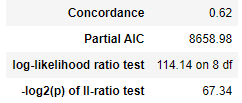 Concordance 0.62
Partial AIC 8658.98
log-likelihood ratio test 114.14 on 8 df
-log2(p) of ll-ratio test 67.34